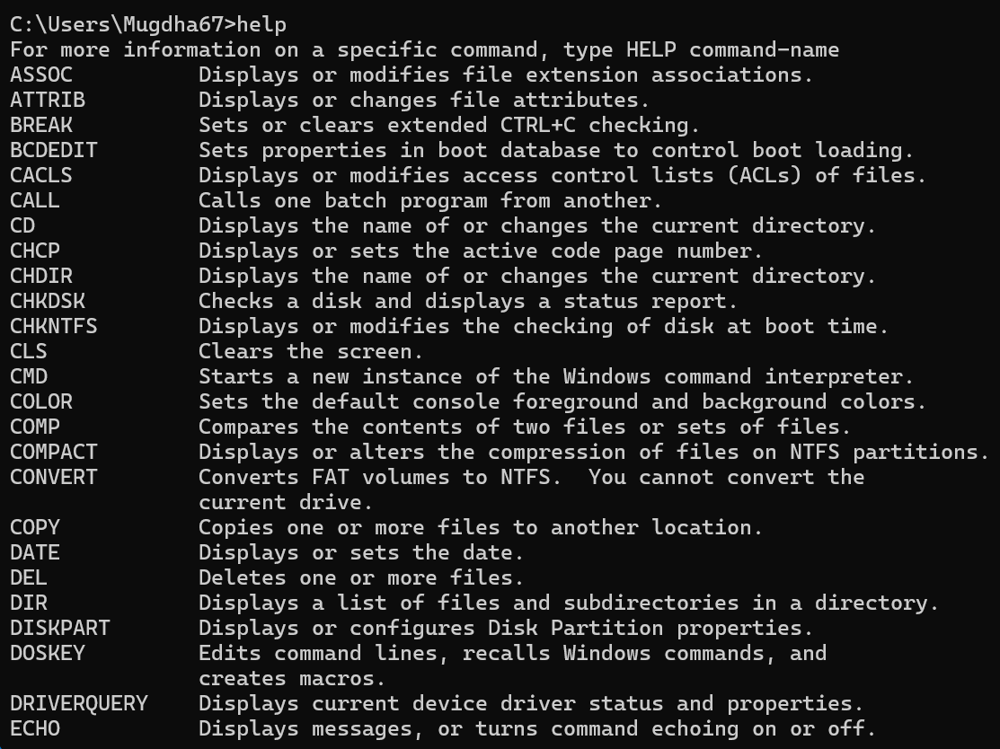 C:\Users\Mugdha67>help
For more information on a specific command, type HELP command-name
ASSOC          Displays or modifies file extension associations.
ATTRIB         Displays or changes file attributes.
BREAK          Sets or clears extended CTRL+C checking.
BCDEDIT        Sets properties in boot database to control boot loading.
CACLS          Displays or modifies access control lists (ACLs) of files.
CALL           Calls one batch program from another.
CD             Displays the name of or changes the current directory.
CHCP           Displays or sets the active code page number.
CHDIR          Displays the name of or changes the current directory.
CHKDSK         Checks a disk and displays a status report.
CHKNTFS        Displays or modifies the checking of disk at boot time.
CLS            Clears the screen.
CMD            Starts a new instance of the Windows command interpreter.
COLOR          Sets the default console foreground and background colors.
COMP           Compares the contents of two files or sets of files.
COMPACT        Displays or alters the compression of files on NTFS partitions.
CONVERT        Converts FAT volumes to NTFS.  You cannot convert the
               current drive.
COPY           Copies one or more files to another location.
DATE           Displays or sets the date.
DEL            Deletes one or more files.
DIR            Displays a list of files and subdirectories in a directory.
DISKPART       Displays or configures Disk Partition properties.
DOSKEY         Edits command lines, recalls Windows commands, and
               creates macros.
DRIVERQUERY    Displays current device driver status and properties.
ECHO           Displays messages, or turns command echoing on or off.